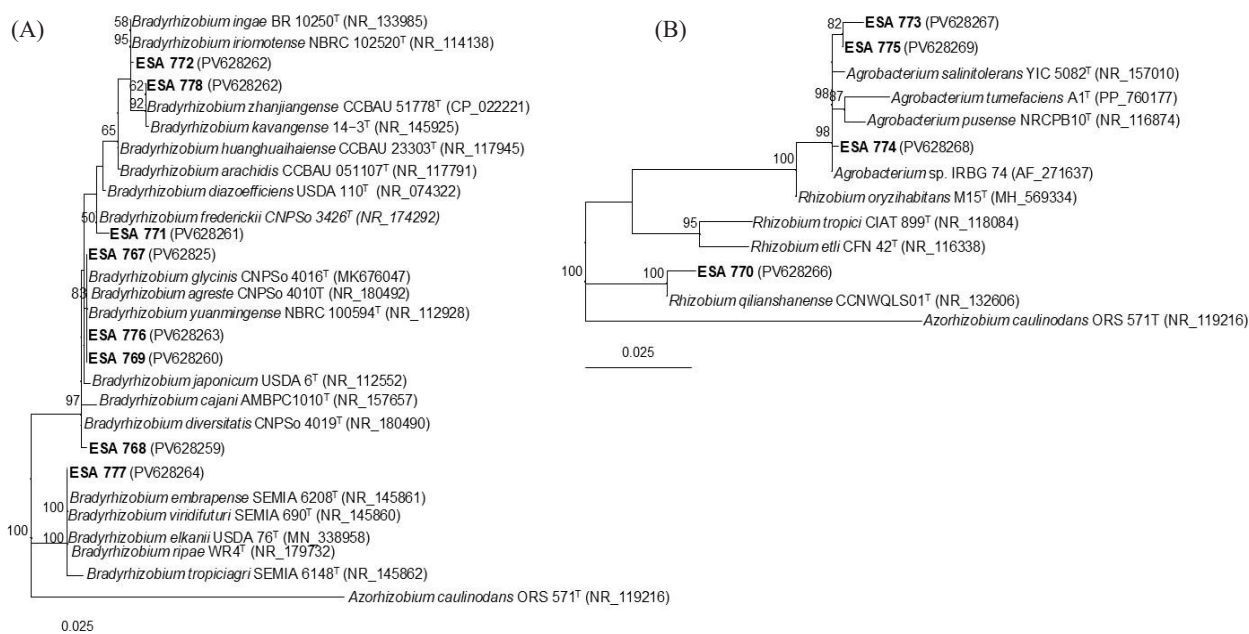 (A)
58
Bradyrhizobium ingae BR 10250ᵀ (NR_133985)
95
Bradyrhizobium iriomotense NBRC 102520ᵀ (NR_114138)
ESA 772 (PV628262)
62
ESA 778 (PV628262)
92
Bradyrhizobium zhanjiangense CCBAU 51778ᵀ (CP_022221)
Bradyrhizobium kavangense 14−3ᵀ (NR_145925)
65
Bradyrhizobium huanghuaihaiense CCBAU 23303ᵀ (NR_117945)
Bradyrhizobium arachidis CCBAU 051107ᵀ (NR_117791)
Bradyrhizobium diazoefficiens USDA 110ᵀ (NR_074322)
50
Bradyrhizobium frederickii CNPSo 3426ᵀ (NR_174292)
ESA 771 (PV628261)
ESA 767 (PV62825)
Bradyrhizobium glycinis CNPSo 4016ᵀ (MK676047)
83
Bradyrhizobium agreste CNPSo 4010T (NR_180492)
Bradyrhizobium yuanmingense NBRC 100594ᵀ (NR_112928)
ESA 776 (PV628263)
ESA 769 (PV628260)
Bradyrhizobium japonicum USDA 6ᵀ (NR_112552)
97
Bradyrhizobium cajani AMBPC1010ᵀ (NR_157657)
Bradyrhizobium diversitatis CNPSo 4019ᵀ (NR_180490)
ESA 768 (PV628259)
ESA 777 (PV628264)
Bradyrhizobium embrapense SEMIA 6208ᵀ (NR_145861)
100
Bradyrhizobium viridifuturi SEMIA 690ᵀ (NR_145860)
100
100
Bradyrhizobium elkanii USDA 76ᵀ (MN_338958)
Bradyrhizobium ripae WR4ᵀ (NR_179732)
Bradyrhizobium tropiciagri SEMIA 6148ᵀ (NR_145862)
Azorhizobium caulinodans ORS 571ᵀ (NR_119216)
0.025
(B)
82
ESA 773 (PV628267)
ESA 775 (PV628269)
Agrobacterium salinitolerans YIC 5082ᵀ (NR_157010)
98
87
Agrobacterium tumefaciens A1ᵀ (PP_760177)
Agrobacterium pusense NRCPB10ᵀ (NR_116874)
98
ESA 774 (PV628268)
100
Agrobacterium sp. IRBG 74 (AF_271637)
Rhizobium oryzihabitans M15ᵀ (MH_569334)
95
Rhizobium tropici CIAT 899ᵀ (NR_118084)
Rhizobium etli CFN 42ᵀ (NR_116338)
100
100
ESA 770 (PV628266)
Rhizobium qilianshanense CCNWQLS01ᵀ (NR_132606)
Azorhizobium caulinodans ORS 571T (NR_119216)
0.025